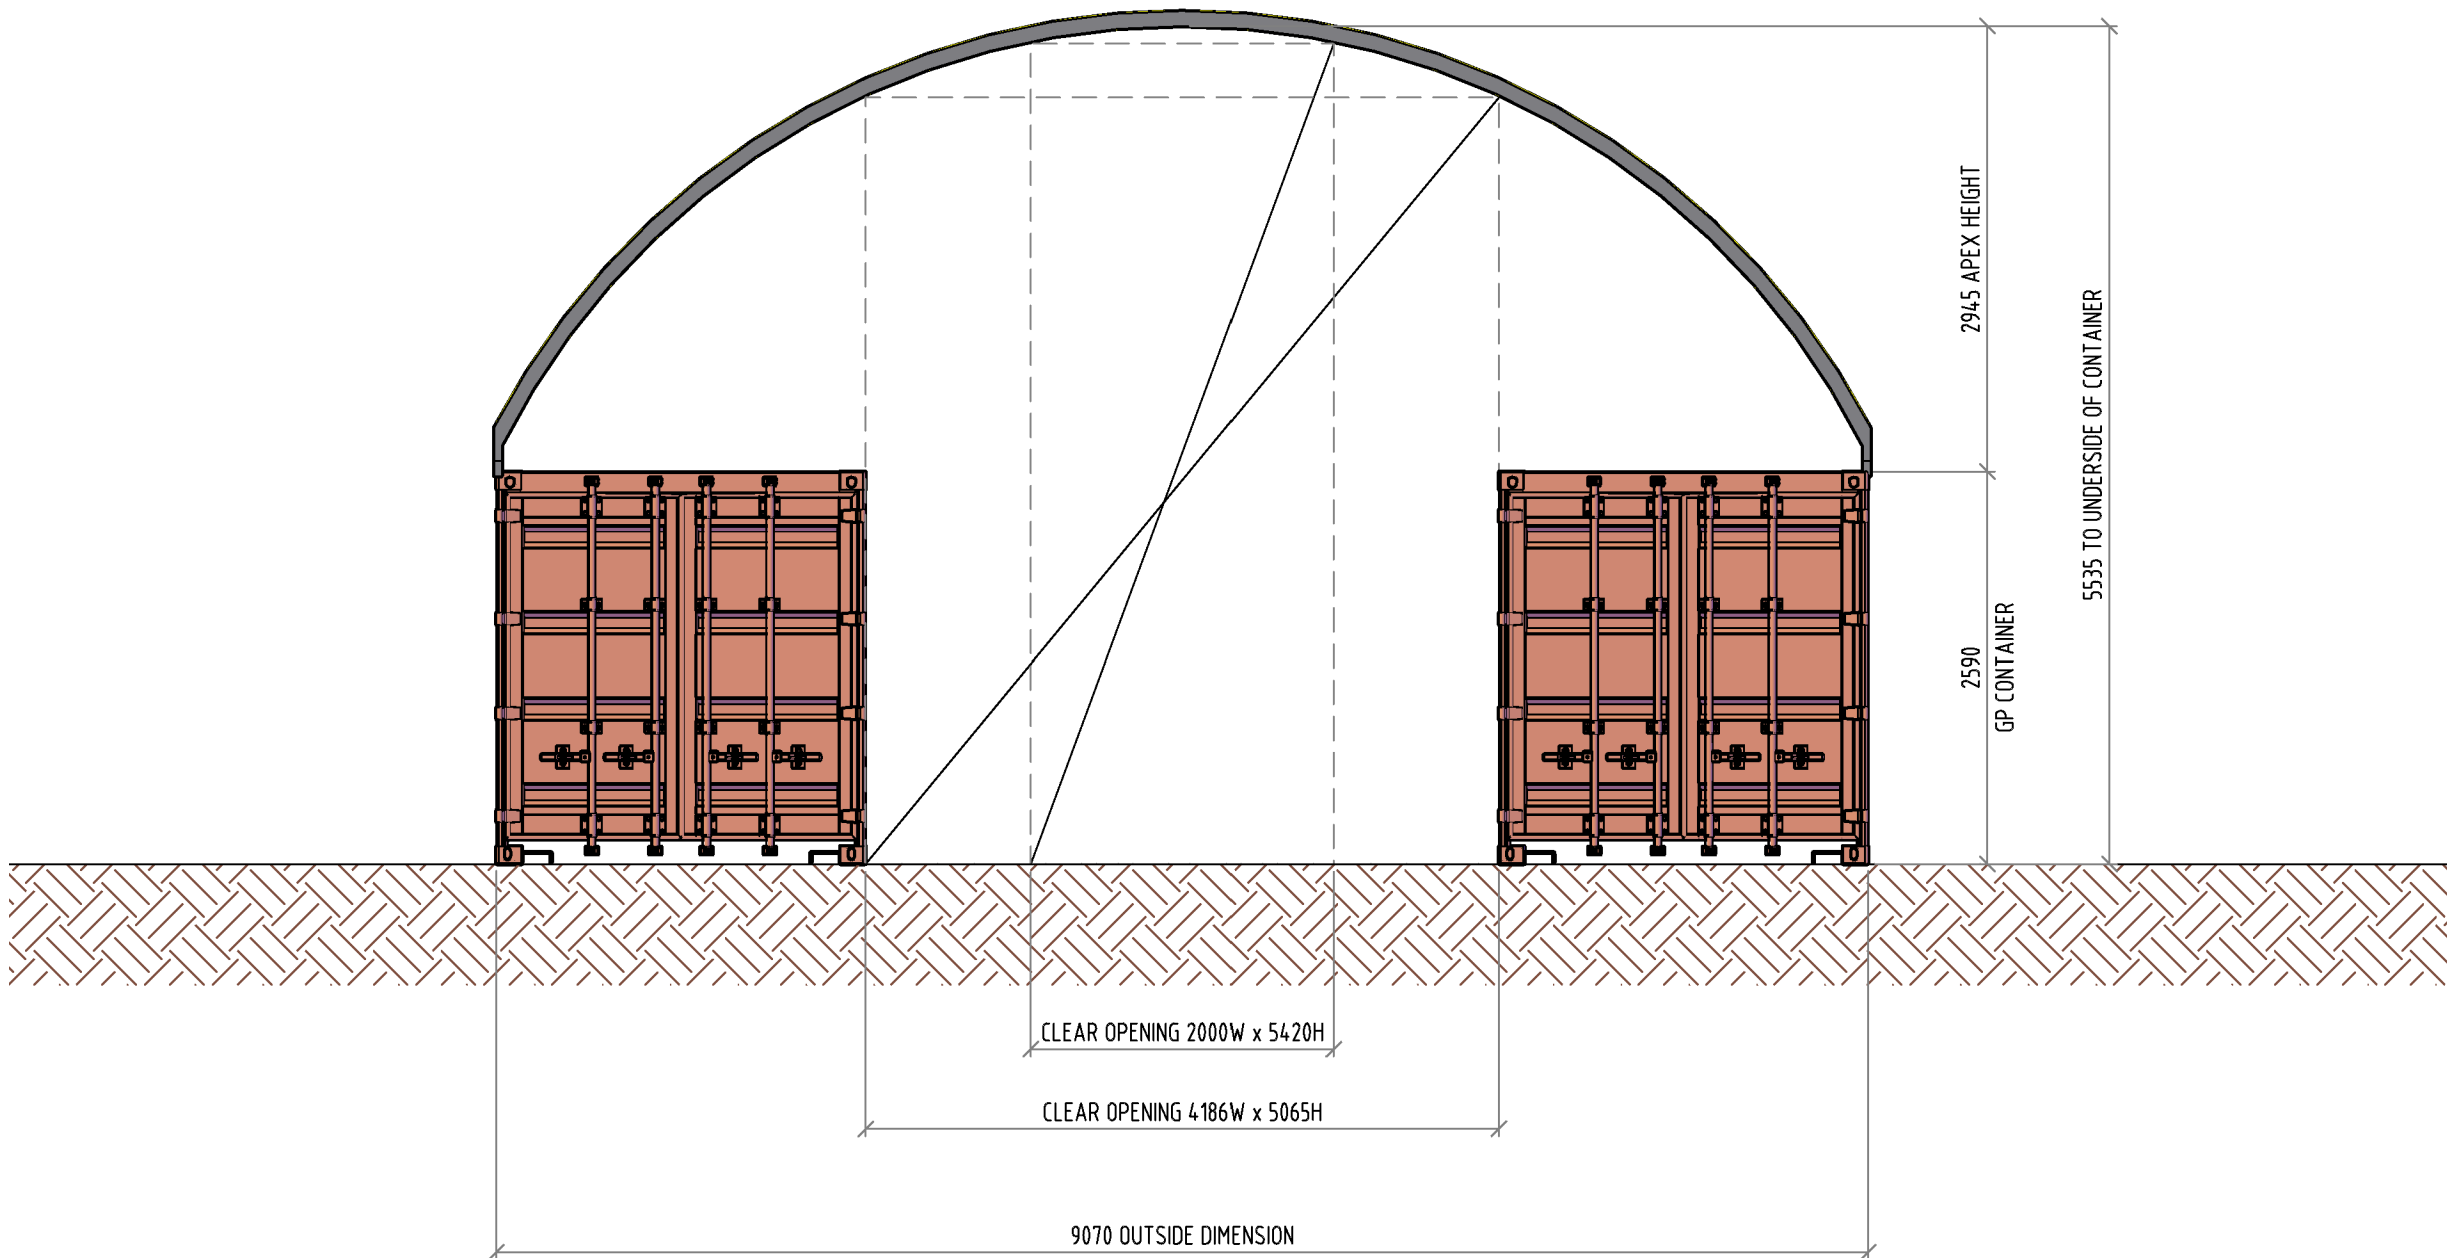 2945 APEX HEIGHT
5535 TO UNDERSIDE OF CONTAINER
2590
GP CONTAINER
CLEAR OPENING 2000W x 5420H
CLEAR OPENING 4186W x 5065H
9070 OUTSIDE DIMENSION